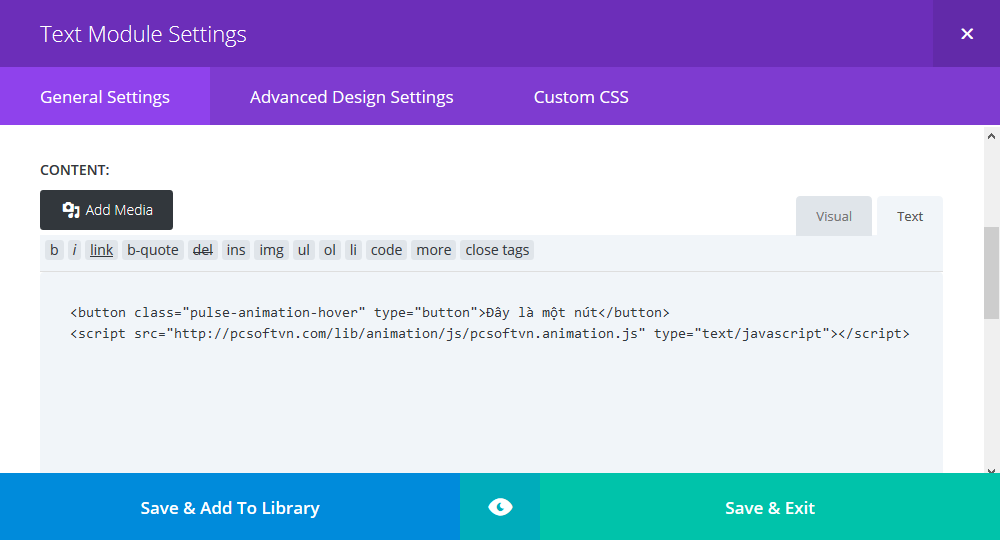 Text Module Settings
General Settings
Advanced Design Settings
Custom CSS
CONTENT:
Add Media
Visual
Text
b i link b-quote del ins img ul ol li code more close tags
<button class="pulse-animation-hover" type="button">Đây là một nút</button>
<script src="http://pcsoftvn.com/lib/animation/js/pcsoftvn.animation.js" type="text/javascript"></script>
Save & Add To Library
Save & Exit